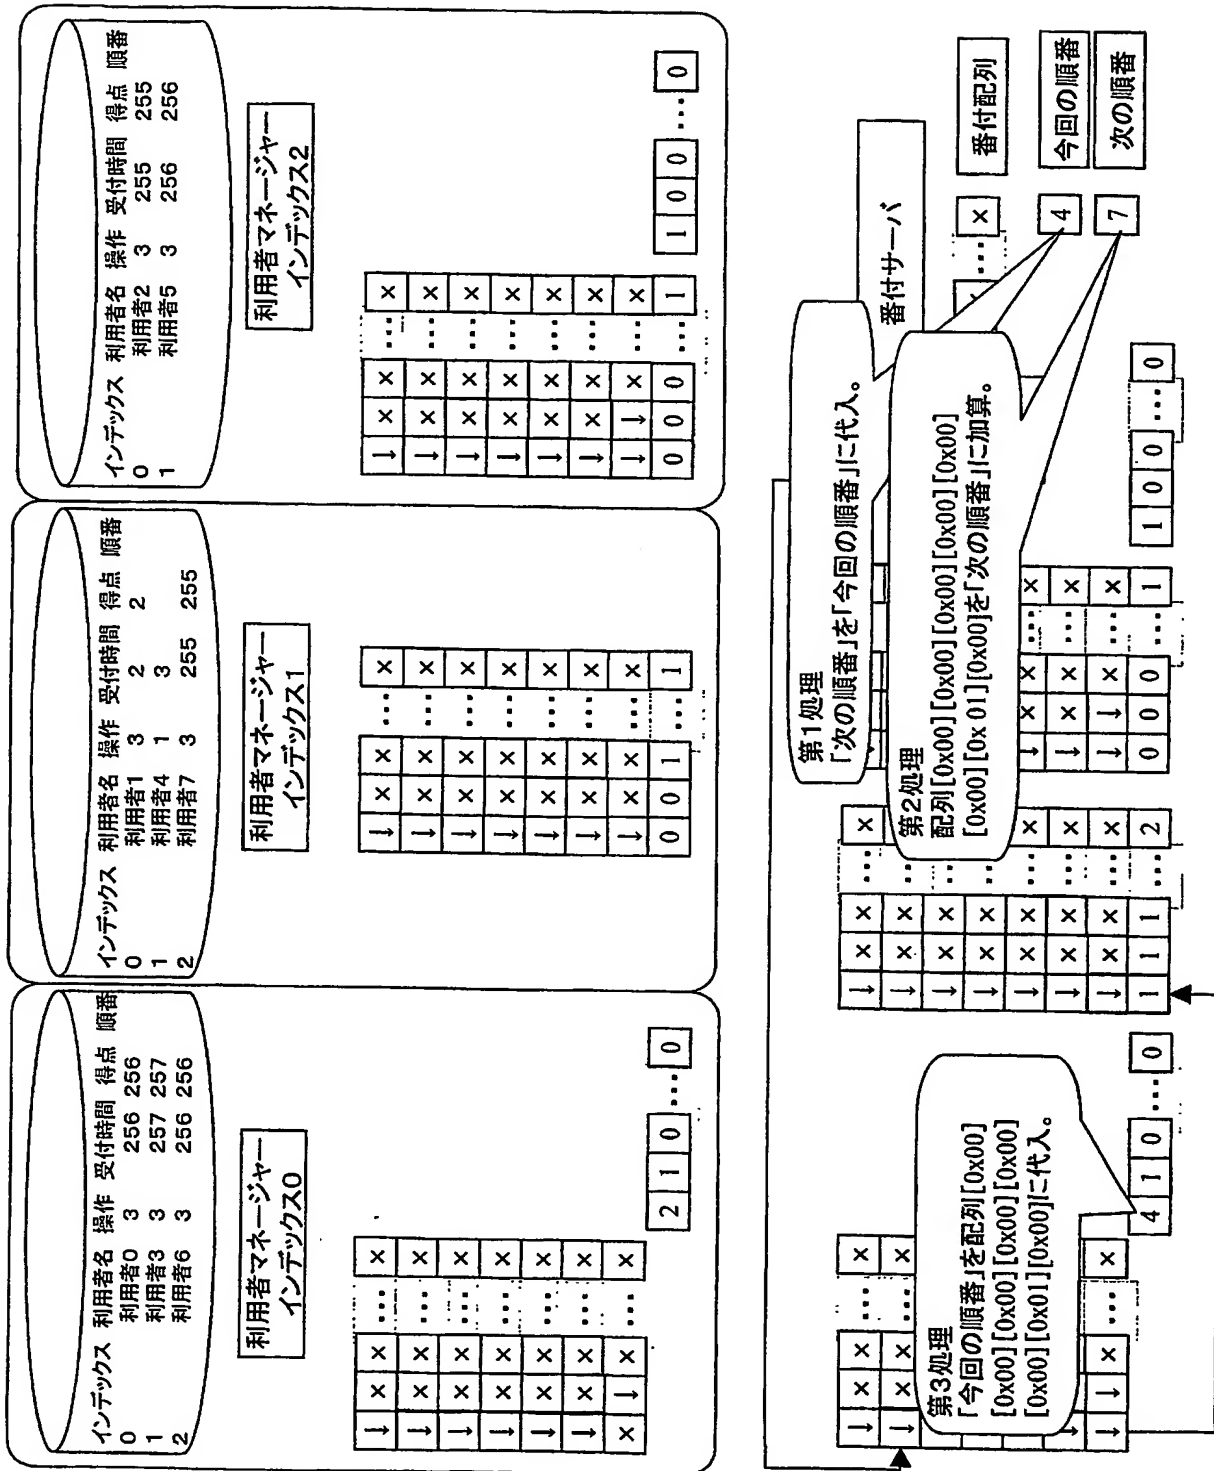 インデックス 利用者名 操作 受付時間 得点 順番
0 利用者0 3 256 256
1 利用者3 3 257 257
2 利用者6 3 256 256
利用者マネージャー
インデックス0
↓ × × … ×
↓ × × … ×
↓ × × … ×
↓ × × … ×
↓ × × … ×
↓ × × … ×
× ↓ × … ×
2 1 0 … 0
インデックス 利用者名 操作 受付時間 得点 順番
0 利用者1 3 2 2
1 利用者4 1 3
2 利用者7 3 255 255
利用者マネージャー
インデックス1
↓ × × … ×
↓ × × … ×
↓ × × … ×
↓ × × … ×
↓ × × … ×
↓ × × … ×
↓ × × … ×
0 0 1 … 1
インデックス 利用者名 操作 受付時間 得点 順番
0 利用者2 3 255 255
1 利用者5 3 256 256
利用者マネージャー
インデックス2
↓ × × … ×
↓ × × … ×
↓ × × … ×
↓ × × … ×
↓ × × … ×
↓ × × … ×
↓ ↓ × … ×
0 0 0 … 1
1 0 0 … 0
番付サーバ
第1処理
「次の順番」を「今回の順番」に代入。
第2処理
配列[0x00][0x00][0x00][0x00][0x00]
[0x00][0x 01][0x00]を「次の順番」に加算。
第3処理
「今回の順番」を配列[0x00]
[0x00][0x00][0x00][0x00]
[0x00][0x01][0x00]に代入。
↓ × × … ×
↓ × × … ×
↓ ↓ × … ×
4 1 0 … 0
↓ × × … ×
↓ × × …
↓ × × …
↓ × × …
↓ × × … ×
↓ × × … ×
↓ × × … ×
1 1 1 … 2
↓ × … ×
↓ × … ×
↓ ↓ × … ×
0 0 0 … 1
1 0 0 … 0
… × 番付配列
4 今回の順番
7 次の順番